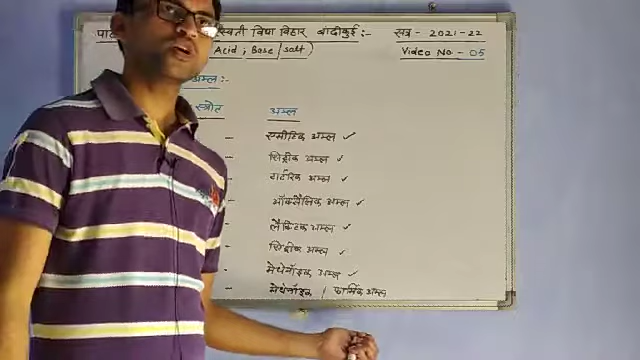 पा स्वती विद्या विहार बांदीकुई :- सत्र - 2021-22
Acid ; Base / salt ) Video No - 05
अम्ल :-
स्त्रोत अम्ल
- एसीटिक अम्ल ✓
- सिट्रीक अम्ल ✓
- टार्टरिक अम्ल ✓
ऑक्सैलिक अम्ल ✓
- लैक्टिक अम्ल ✓
- सिट्रीक अम्ल ✓
- मेथेनॉइक अम्ल ✓
- मेथेनॉइक / फार्मिक अम्ल